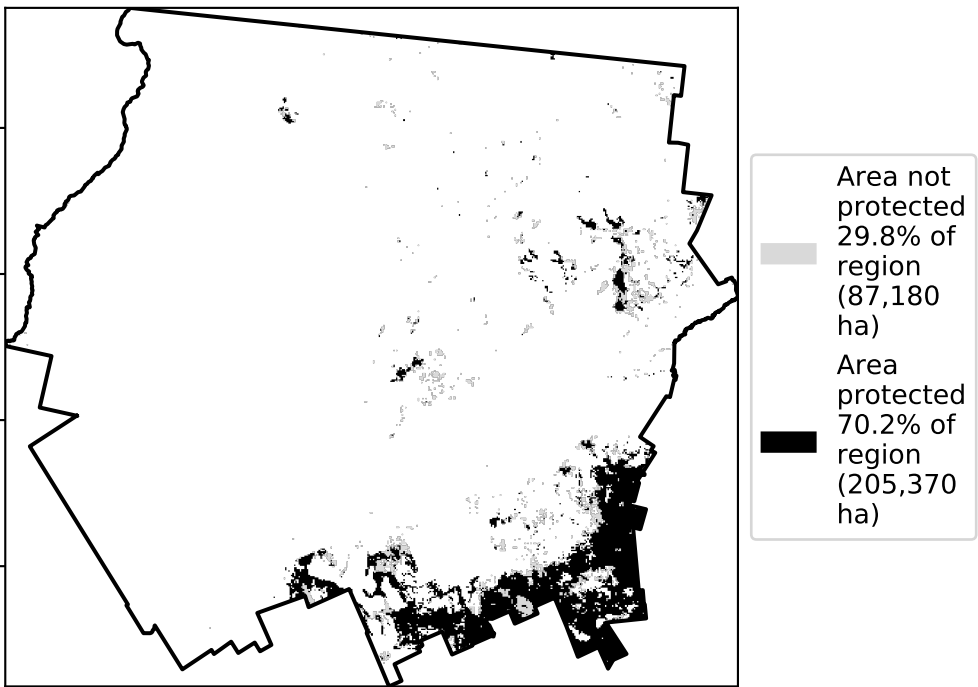 Area not
protected
29.8% of
region
(87,180
ha)
Area
protected
70.2% of
region
(205,370
ha)